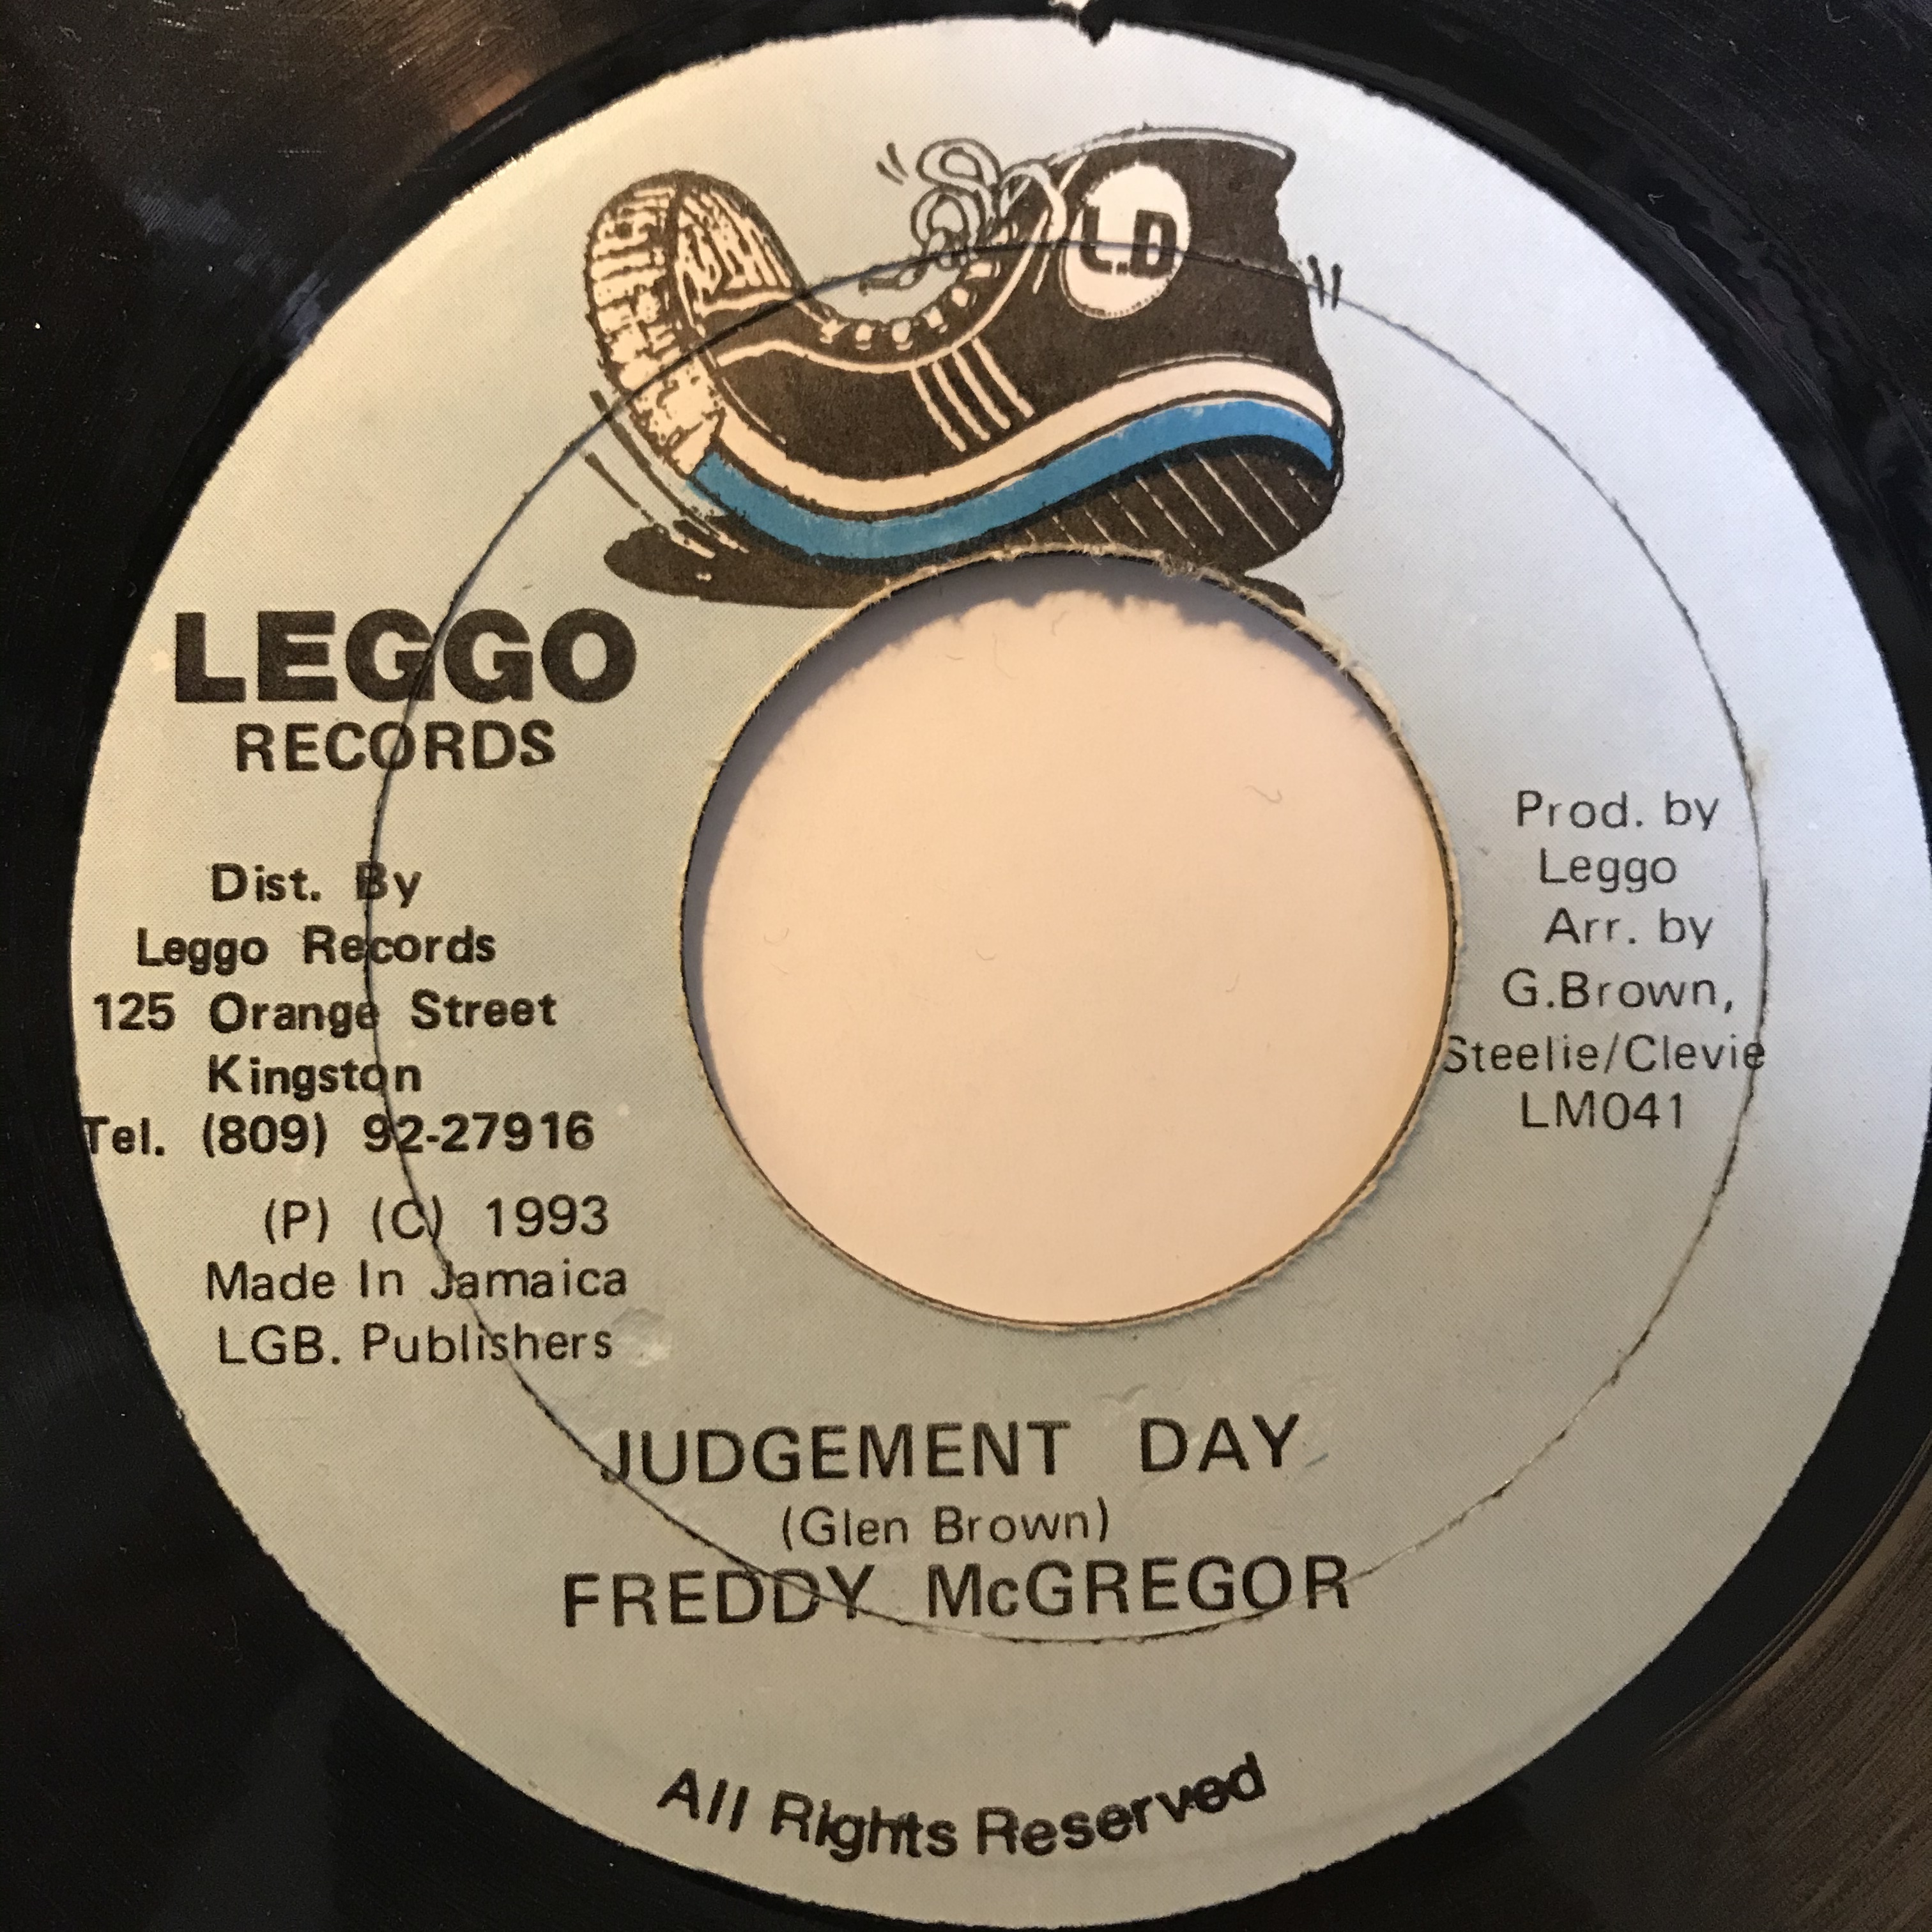 L.D
LEGGO
RECORDS
Dist. By
Leggo Records
125 Orange Street
Kingston
Tel. (809) 92-27916
(P) (C) 1993
Made In Jamaica
LGB. Publishers
Prod. by
Leggo
Arr. by
G.Brown,
Steelie/Clevie
LM041
JUDGEMENT DAY
(Glen Brown)
FREDDY McGREGOR
All Rights Reserved